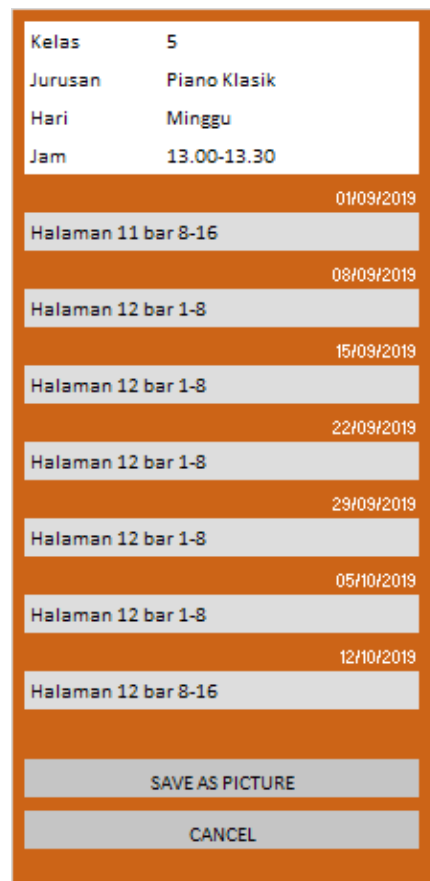 Kelas 5
Jurusan Piano Klasik
Hari Minggu
Jam 13.00-13.30
01/09/2019
Halaman 11 bar 8-16
08/09/2019
Halaman 12 bar 1-8
15/09/2019
Halaman 12 bar 1-8
22/09/2019
Halaman 12 bar 1-8
29/09/2019
Halaman 12 bar 1-8
05/10/2019
Halaman 12 bar 1-8
12/10/2019
Halaman 12 bar 8-16
SAVE AS PICTURE
CANCEL